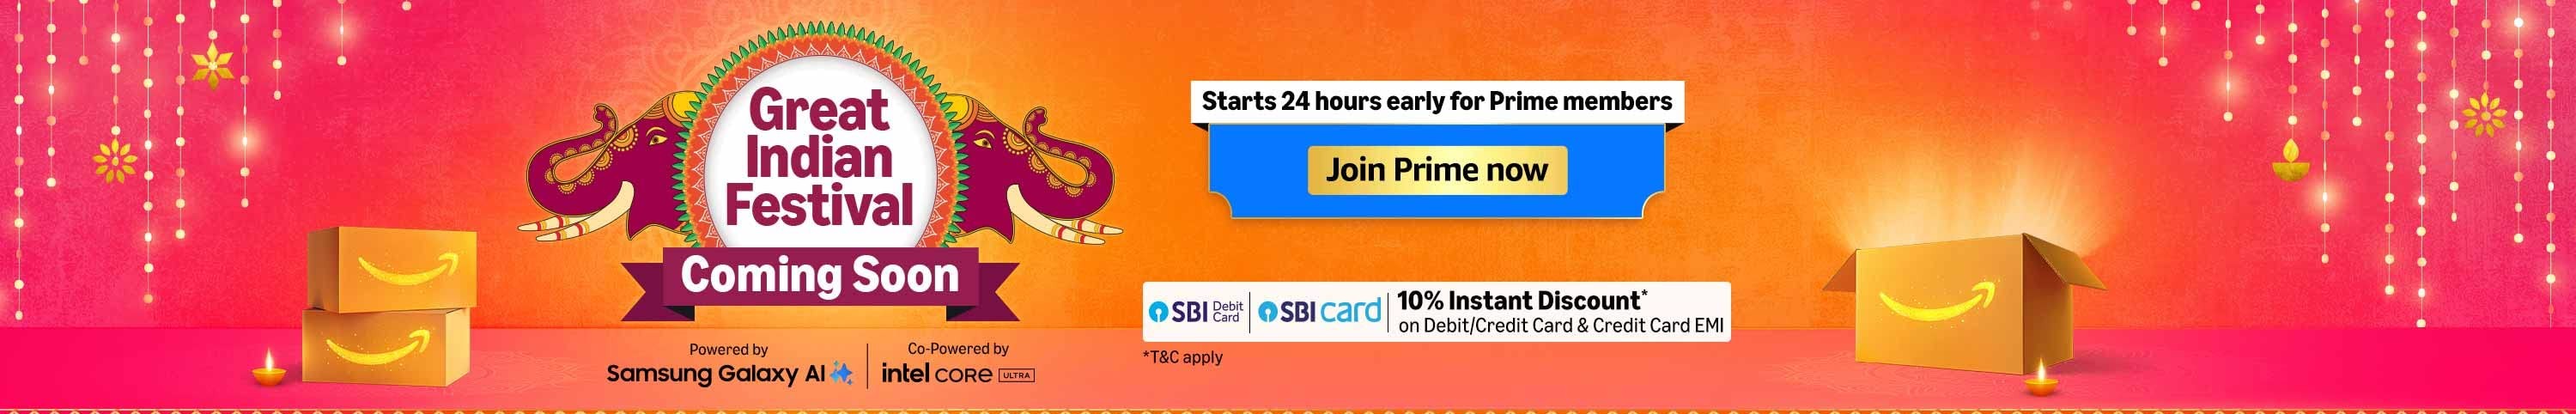 Great
Indian
Festival
Coming Soon
Powered by
Samsung Galaxy AI
Co-Powered by
intel CORE ULTRA
Starts 24 hours early for Prime members
Join Prime now
SBI Debit Card
SBI card
10% Instant Discount*
on Debit/Credit Card & Credit Card EMI
*T&C apply